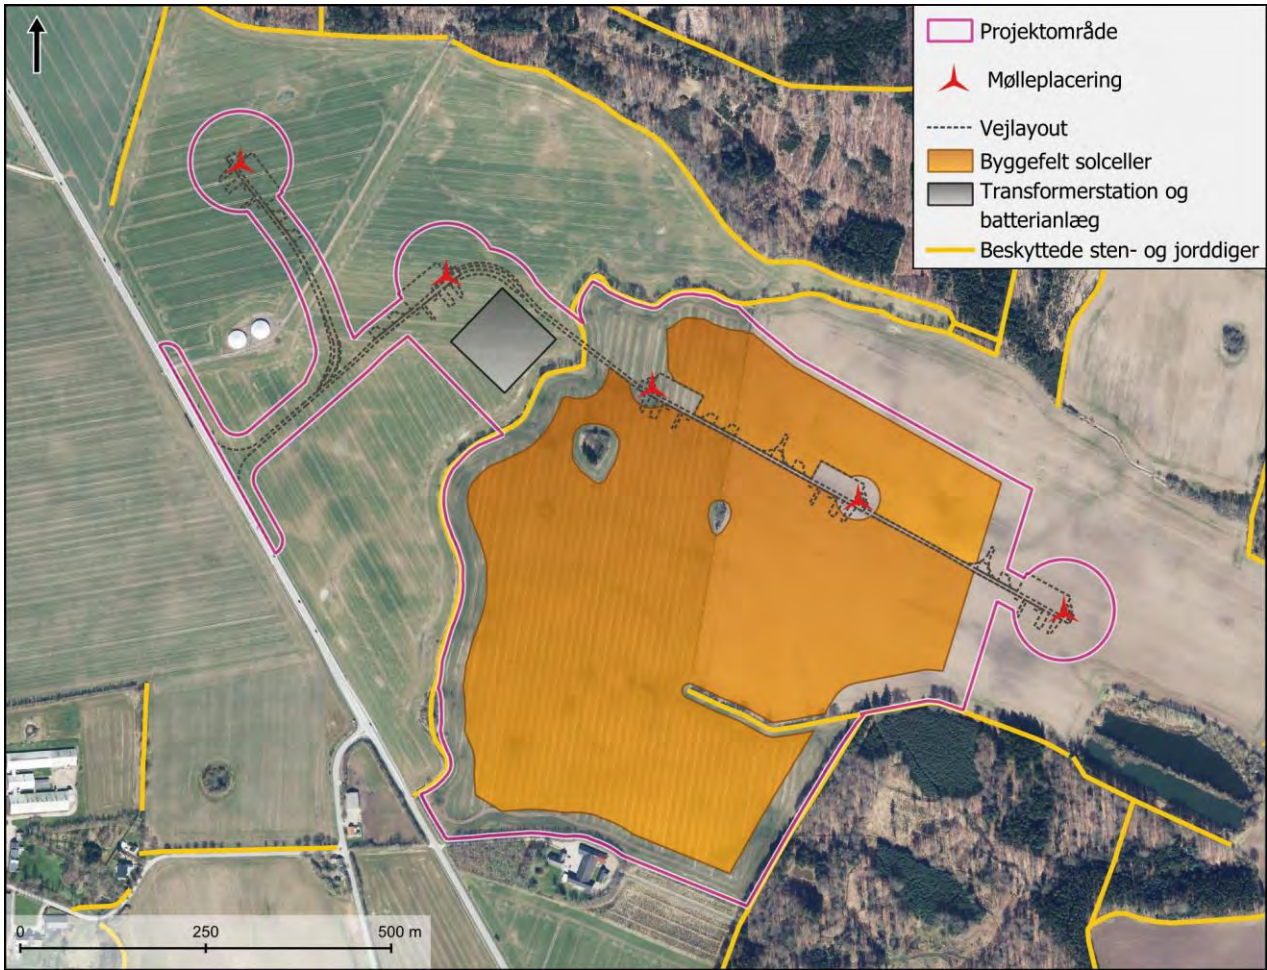 Projektområde
Mølleplacering
Vejlayout
Byggefelt solceller
Transformerstation og
batterianlæg
Beskyttede sten- og jorddiger
0 250 500 m